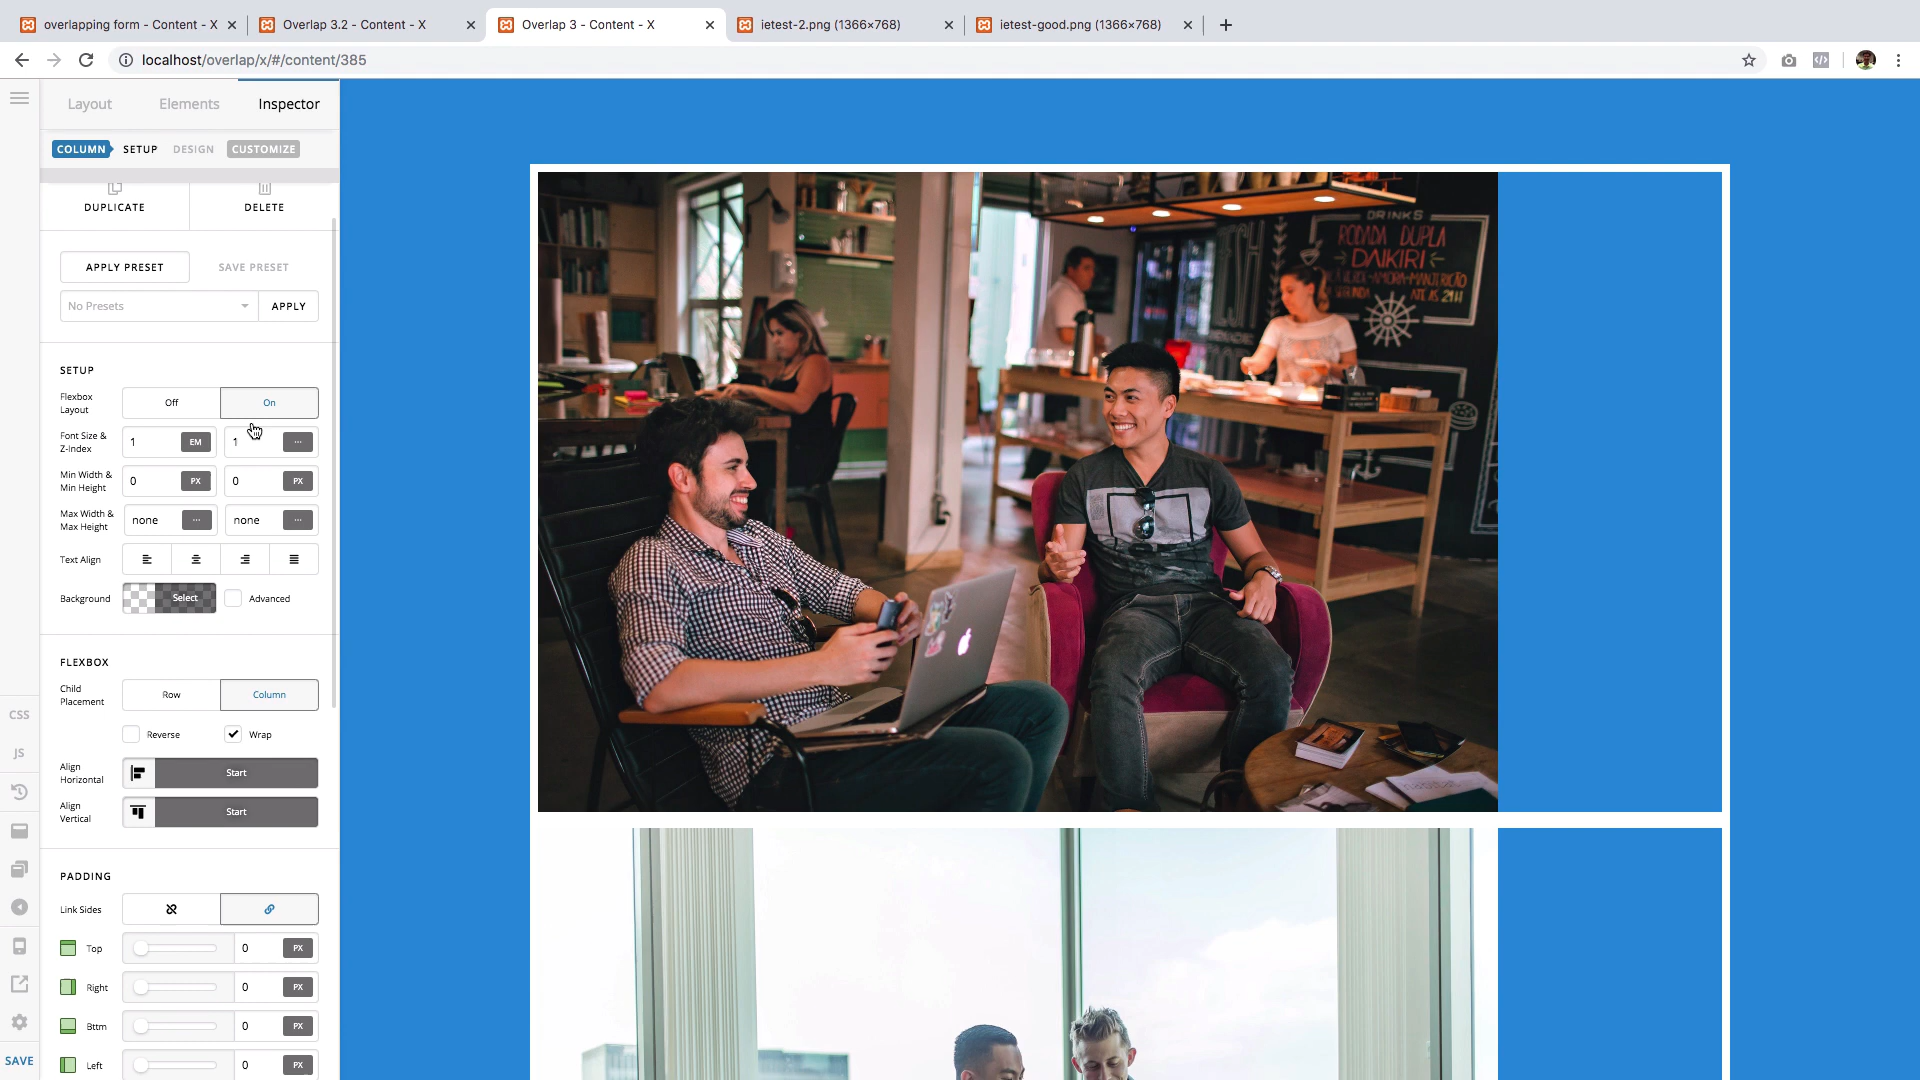 overlapping form - Content - X
Overlap 3.2 - Content - X
Overlap 3 - Content - X
ietest-2.png (1366×768)
ietest-good.png (1366×768)
localhost/overlap/x/#/content/385
Layout Elements Inspector
COLUMN SETUP DESIGN CUSTOMIZE
DUPLICATE DELETE
APPLY PRESET SAVE PRESET
No Presets APPLY
SETUP
Flexbox Layout Off On
Font Size & Z-Index 1 EM 1 ...
Min Width & Min Height 0 PX 0 PX
Max Width & Max Height none ... none ...
Text Align
Background Select Advanced
FLEXBOX
Child Placement Row Column
Reverse Wrap
Align Horizontal Start
Align Vertical Start
PADDING
Link Sides
Top 0 PX
Right 0 PX
Bttm 0 PX
Left 0 PX
CSS
JS
SAVE
DRINKS
RODADA DUPLA
DAIKIRI